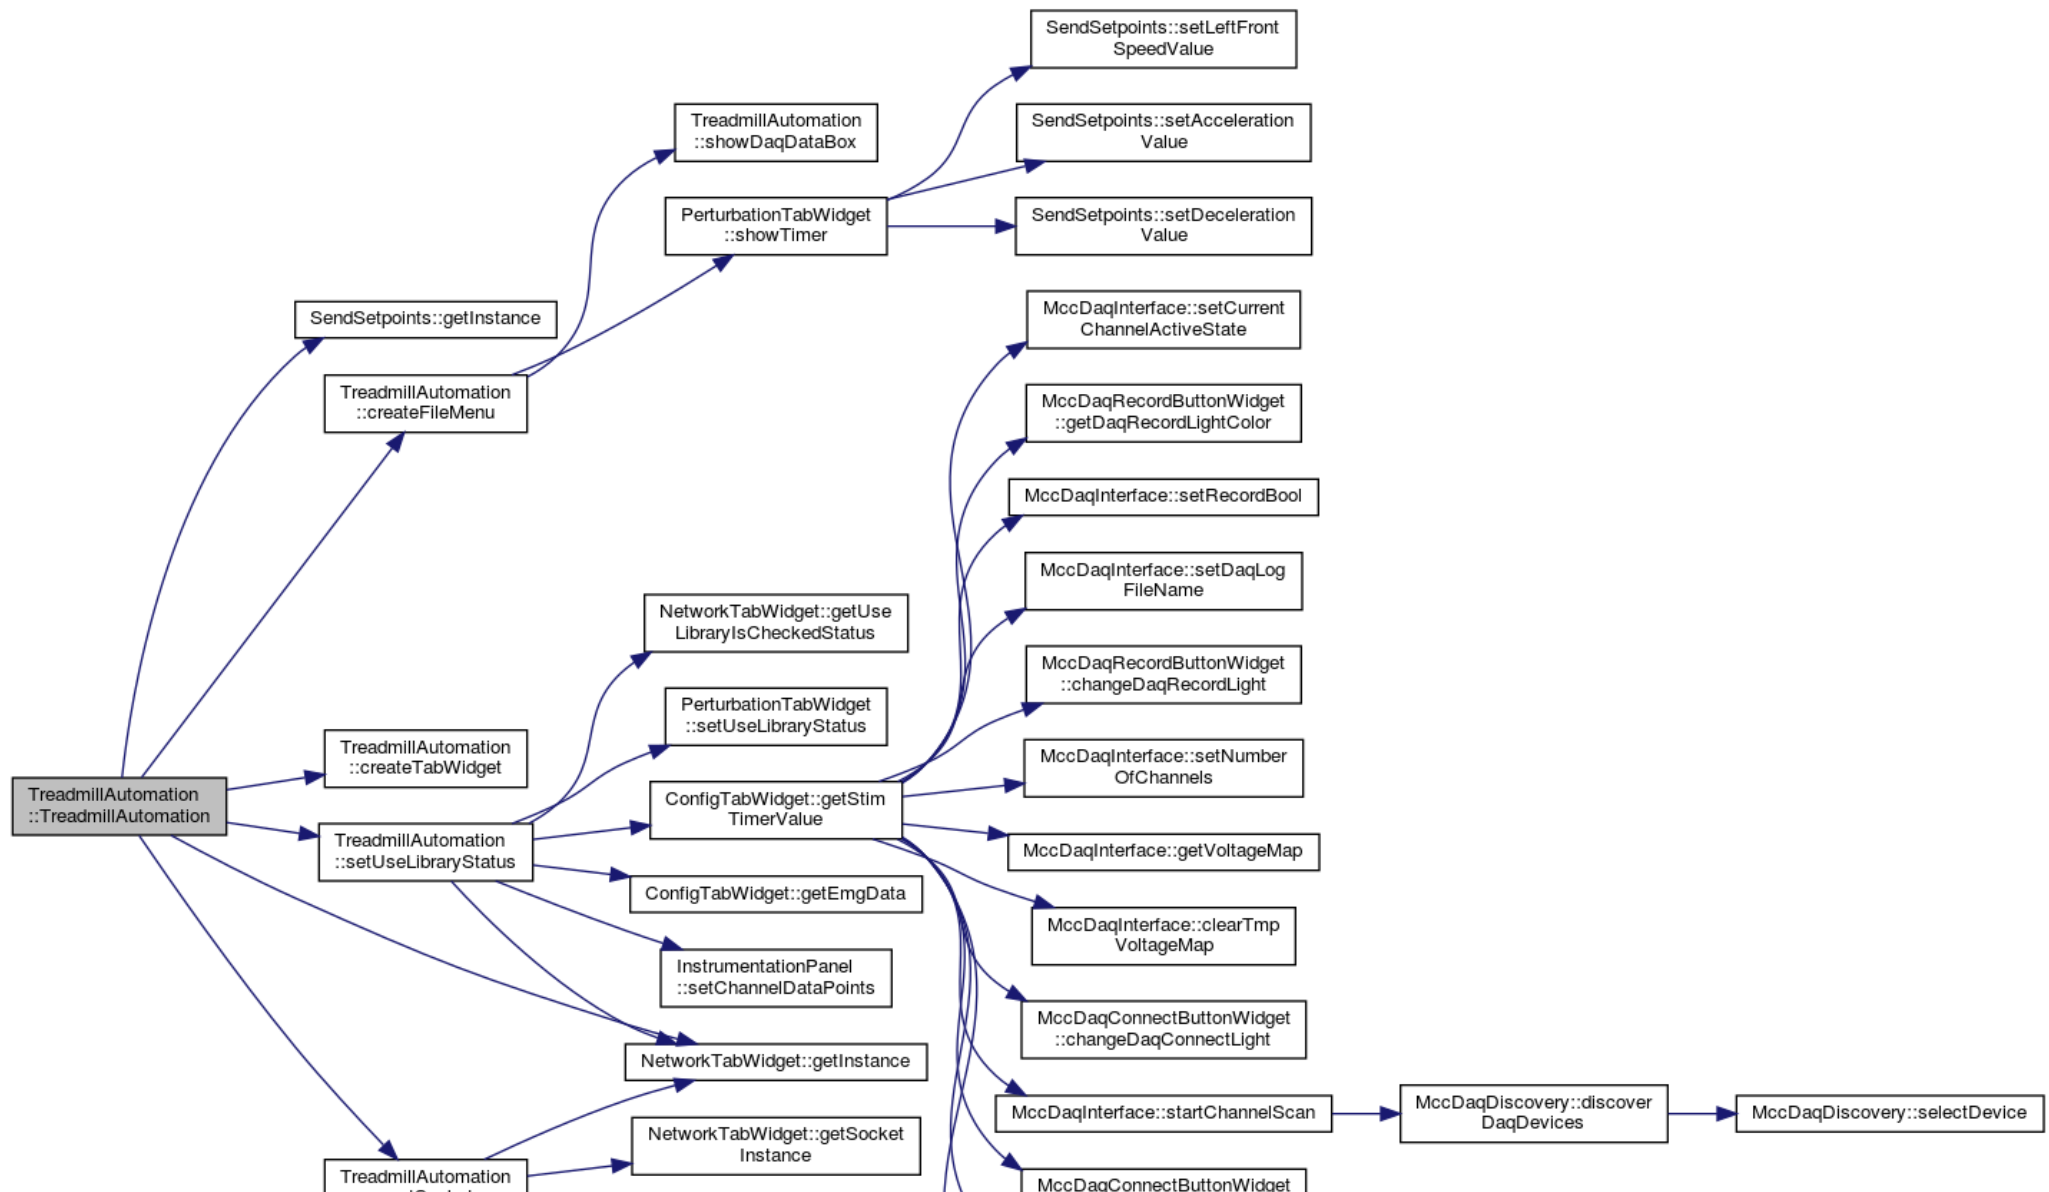 SendSetpoints::setLeftFront
SpeedValue
TreadmillAutomation
::showDaqDataBox
SendSetpoints::setAcceleration
Value
PerturbationTabWidget
::showTimer
SendSetpoints::setDeceleration
Value
SendSetpoints::getInstance
MccDaqInterface::setCurrent
ChannelActiveState
TreadmillAutomation
::createFileMenu
MccDaqRecordButtonWidget
::getDaqRecordLightColor
MccDaqInterface::setRecordBool
MccDaqInterface::setDaqLog
FileName
NetworkTabWidget::getUse
LibraryIsCheckedStatus
MccDaqRecordButtonWidget
::changeDaqRecordLight
PerturbationTabWidget
::setUseLibraryStatus
TreadmillAutomation
::createTabWidget
MccDaqInterface::setNumber
OfChannels
TreadmillAutomation
::TreadmillAutomation
ConfigTabWidget::getStim
TimerValue
TreadmillAutomation
::setUseLibraryStatus
MccDaqInterface::getVoltageMap
ConfigTabWidget::getEmgData
MccDaqInterface::clearTmp
VoltageMap
InstrumentationPanel
::setChannelDataPoints
MccDaqConnectButtonWidget
::changeDaqConnectLight
NetworkTabWidget::getInstance
MccDaqInterface::startChannelScan
MccDaqDiscovery::discover
DaqDevices
MccDaqDiscovery::selectDevice
NetworkTabWidget::getSocket
Instance
TreadmillAutomation
MccDaqConnectButtonWidget